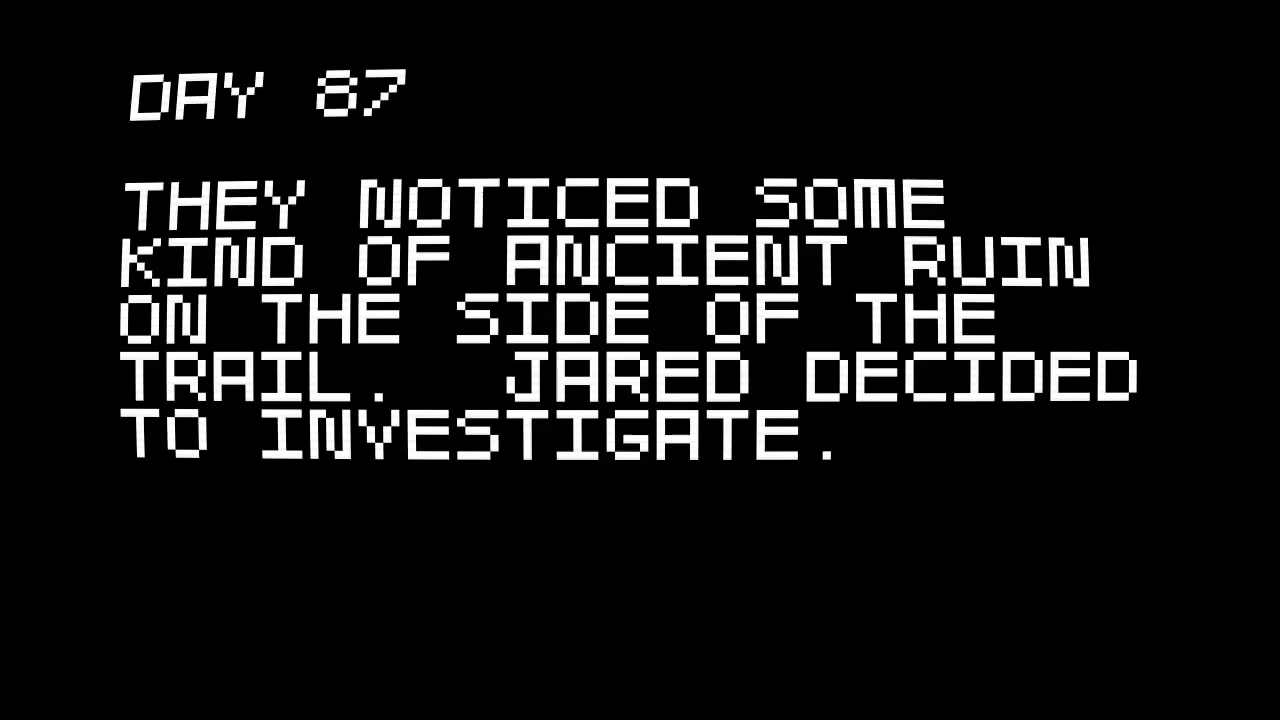 DAY 87
THEY NOTICED SOME
KIND OF ANCIENT RUIN
ON THE SIDE OF THE
TRAIL.  JARED DECIDED
TO INVESTIGATE.